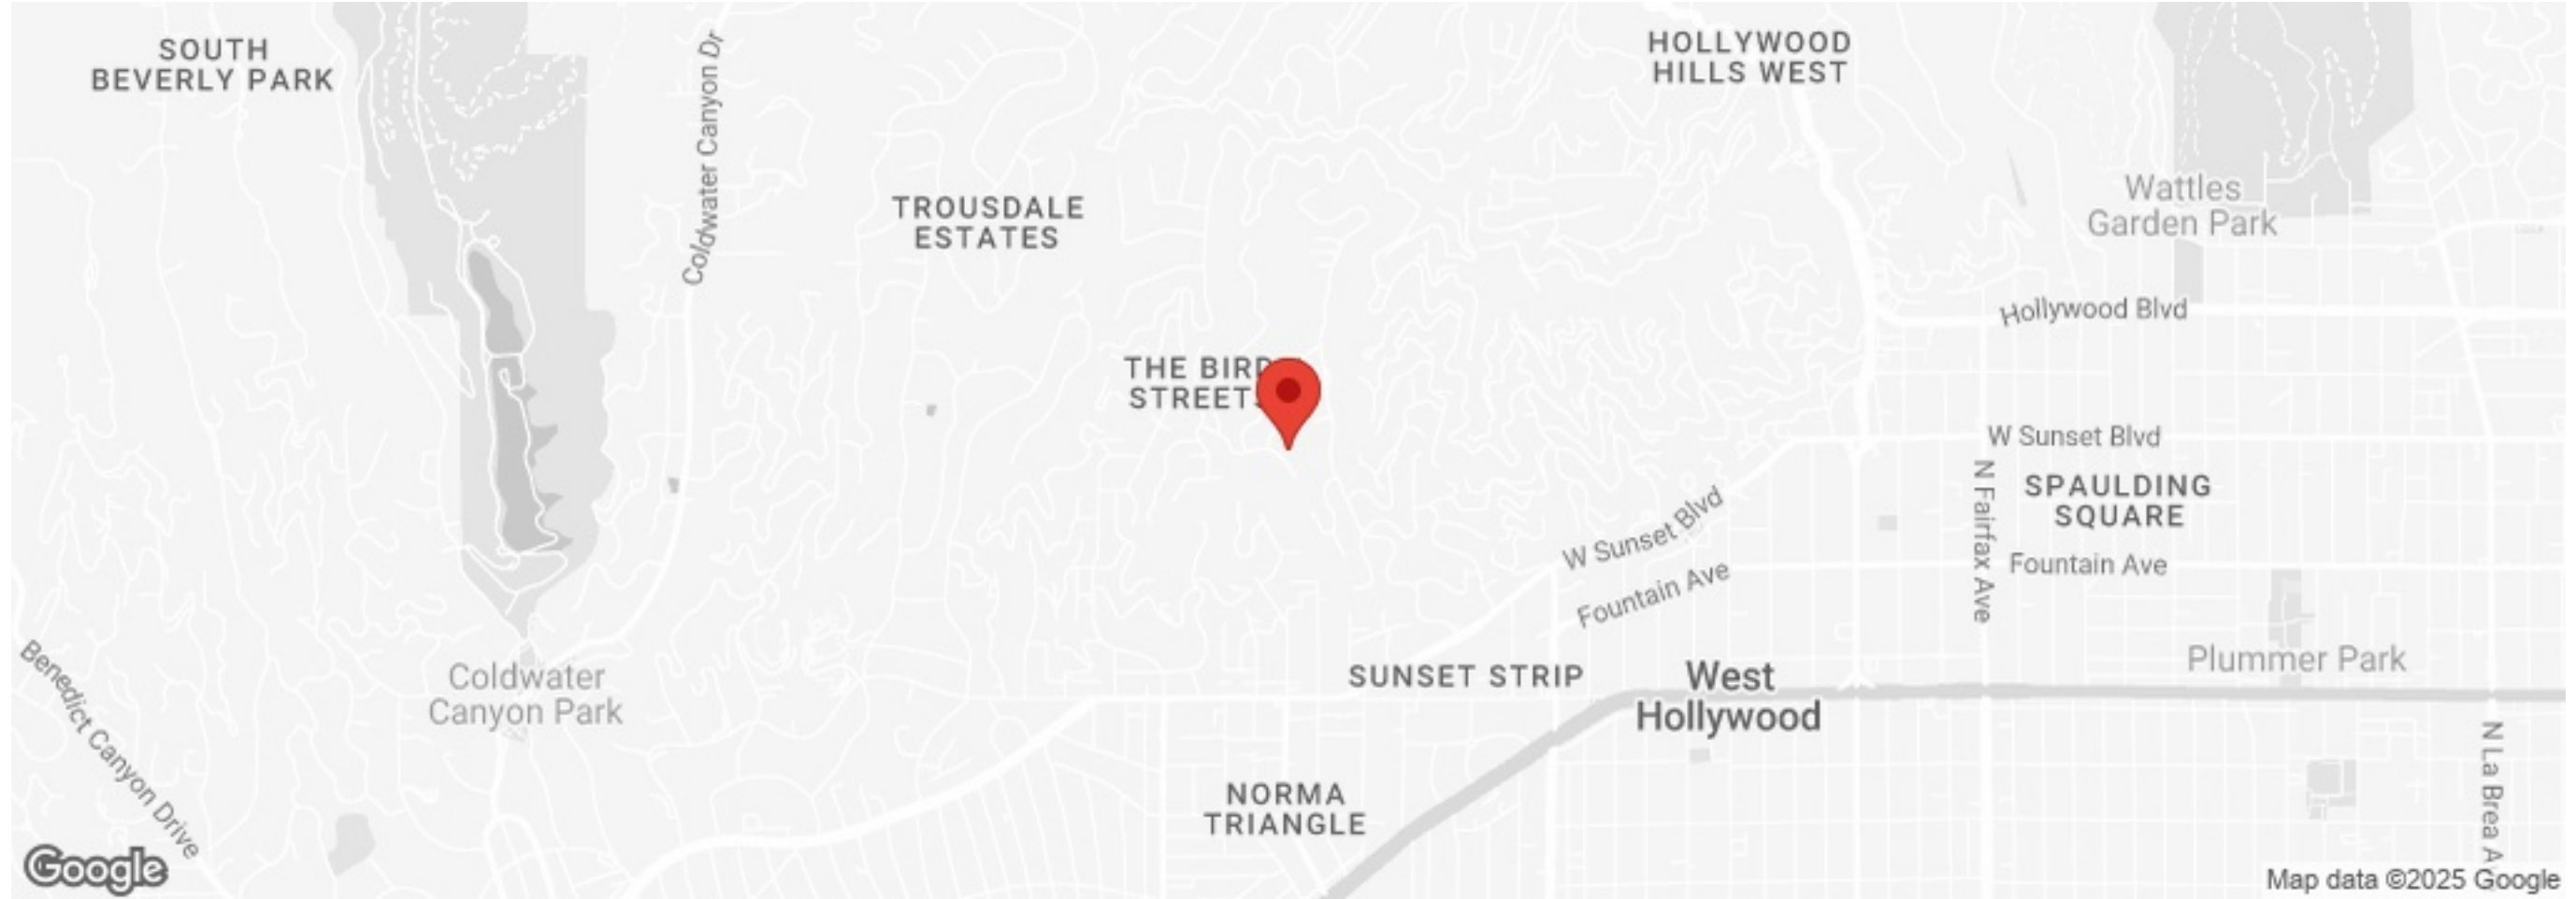 SOUTH
BEVERLY PARK
Coldwater Canyon Dr
HOLLYWOOD
HILLS WEST
TROUSDALE
ESTATES
Wattles
Garden Park
Hollywood Blvd
THE BIRD
STREETS
W Sunset Blvd
N Fairfax Ave
SPAULDING
SQUARE
W Sunset Blvd
Fountain Ave
Fountain Ave
Benedict Canyon Drive
Coldwater
Canyon Park
SUNSET STRIP
West
Hollywood
Plummer Park
N La Brea A
NORMA
TRIANGLE
Google
Map data ©2025 Google